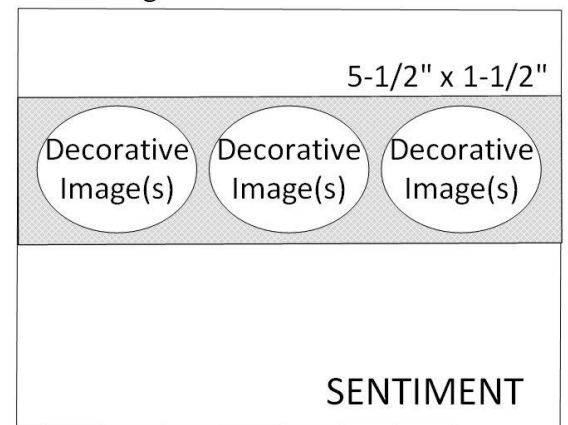 5-1/2" x 1-1/2"
Decorative Decorative Decorative
Image(s) Image(s) Image(s)
SENTIMENT